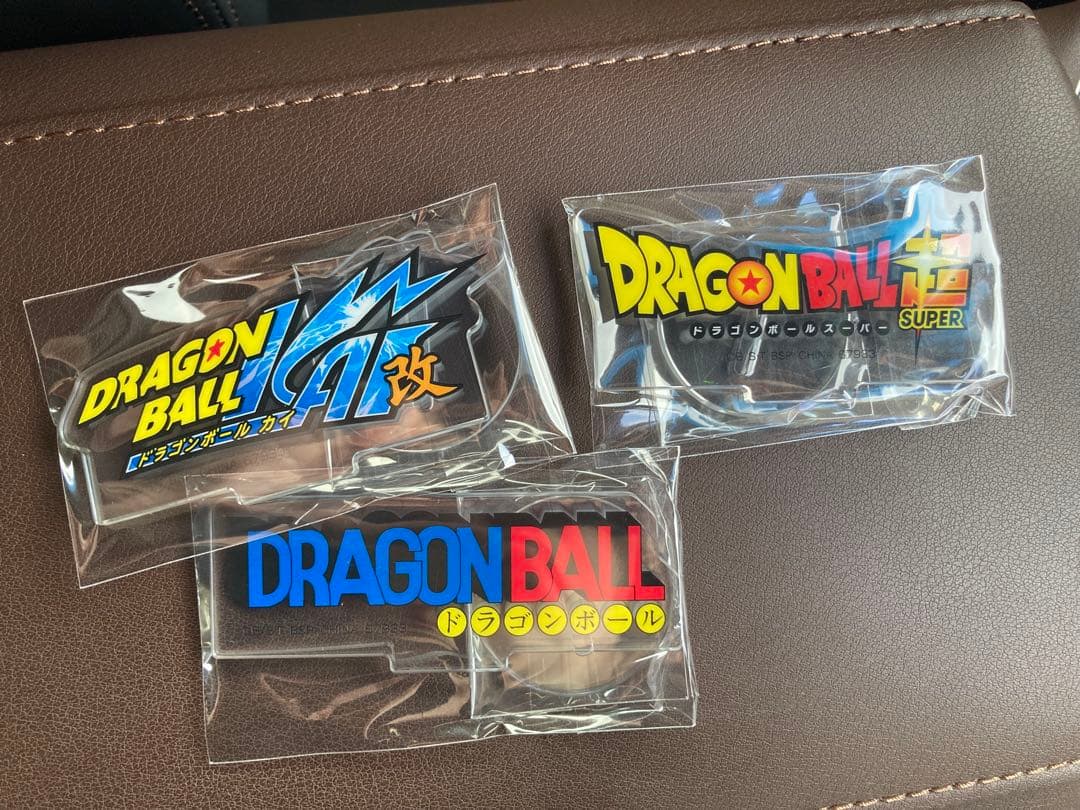 DRAGON
BALL
KAI
改
ドラゴンボール カイ
DRAGON BALL 超
SUPER
ドラゴンボールスーパー
DRAGON BALL
ドラゴンボール